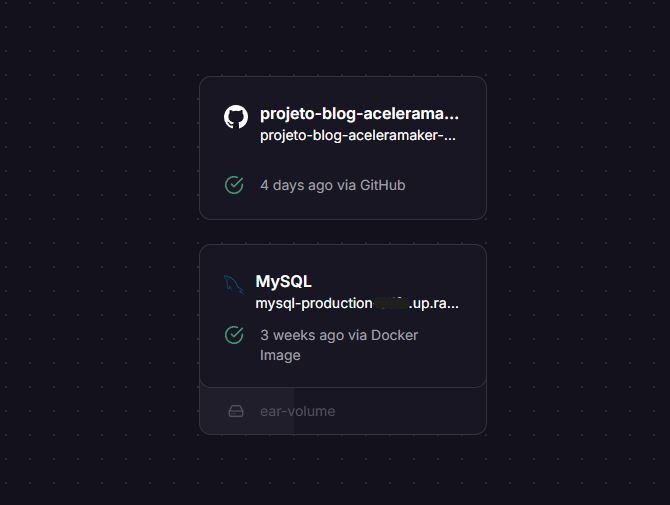 projeto-blog-acelerama...
projeto-blog-aceleramaker-...
4 days ago via GitHub
MySQL
mysql-production .up.ra...
3 weeks ago via Docker
Image
ear-volume